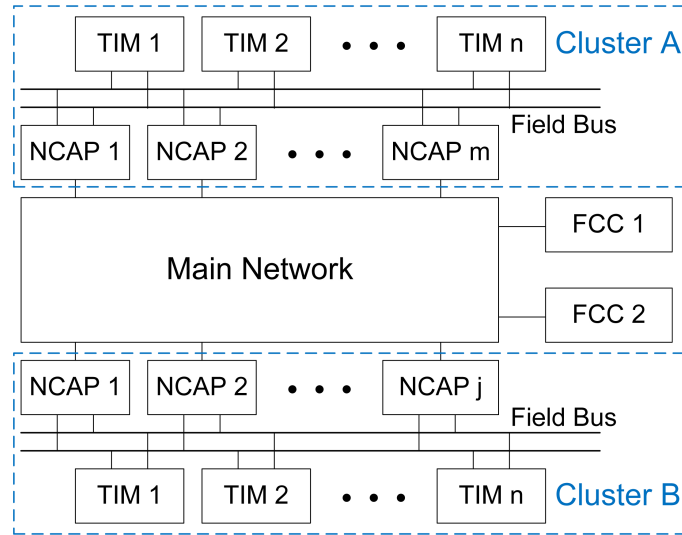 TIM 1
TIM 2
• • •
TIM n
Cluster A
Field Bus
NCAP 1
NCAP 2
• • •
NCAP m
Main Network
FCC 1
FCC 2
NCAP 1
NCAP 2
• • •
NCAP j
Field Bus
TIM 1
TIM 2
• • •
TIM n
Cluster B